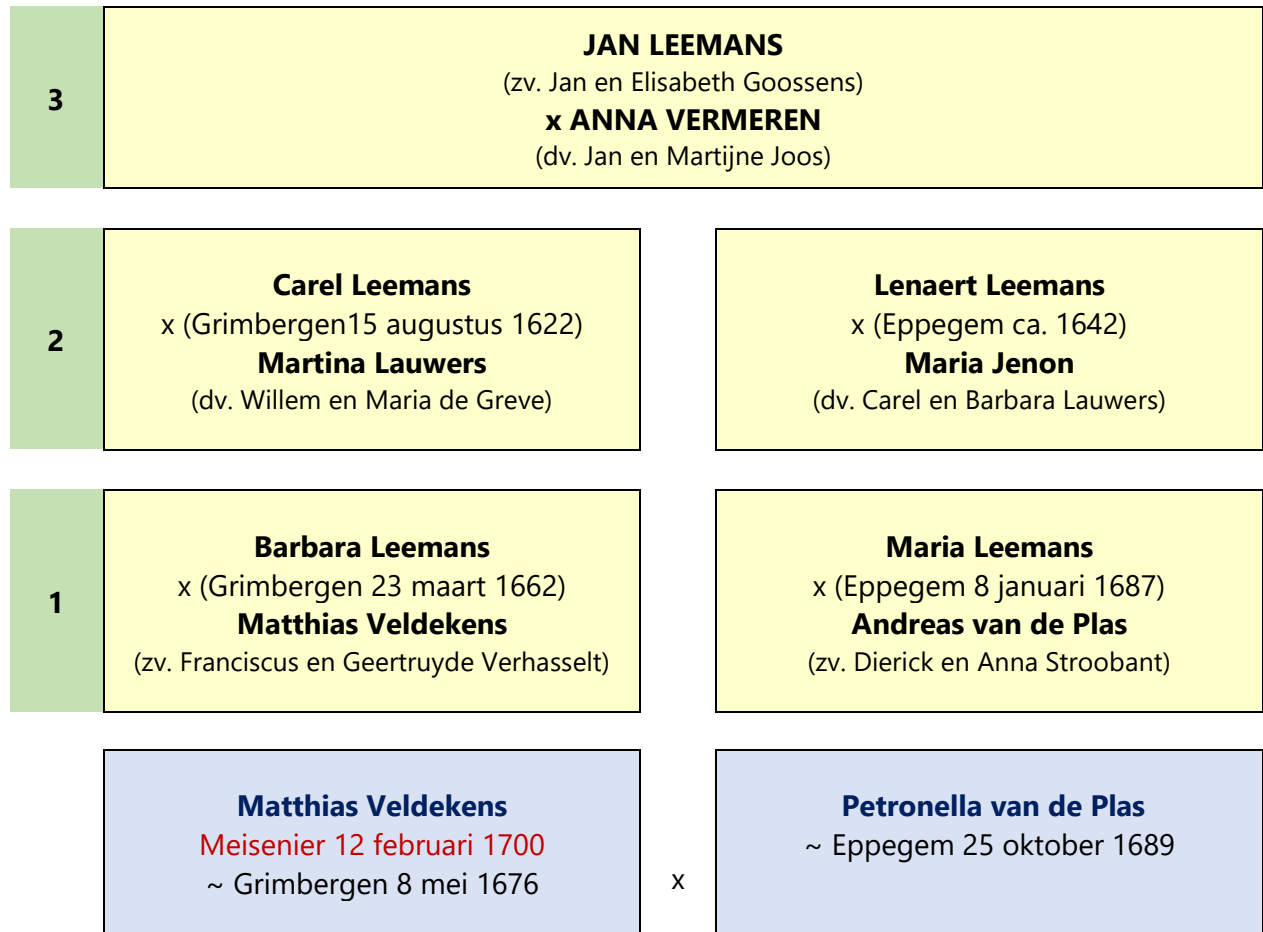 3
JAN LEEMANS
(zv. Jan en Elisabeth Goossens)
x ANNA VERMEREN
(dv. Jan en Martijne Joos)
2
Carel Leemans
x (Grimbergen15 augustus 1622)
Martina Lauwers
(dv. Willem en Maria de Greve)
Lenaert Leemans
x (Eppegem ca. 1642)
Maria Jenon
(dv. Carel en Barbara Lauwers)
1
Barbara Leemans
x (Grimbergen 23 maart 1662)
Matthias Veldekens
(zv. Franciscus en Geertruyde Verhasselt)
Maria Leemans
x (Eppegem 8 januari 1687)
Andreas van de Plas
(zv. Dierick en Anna Stroobant)
Matthias Veldekens
Meisenier 12 februari 1700
~ Grimbergen 8 mei 1676
x
Petronella van de Plas
~ Eppegem 25 oktober 1689